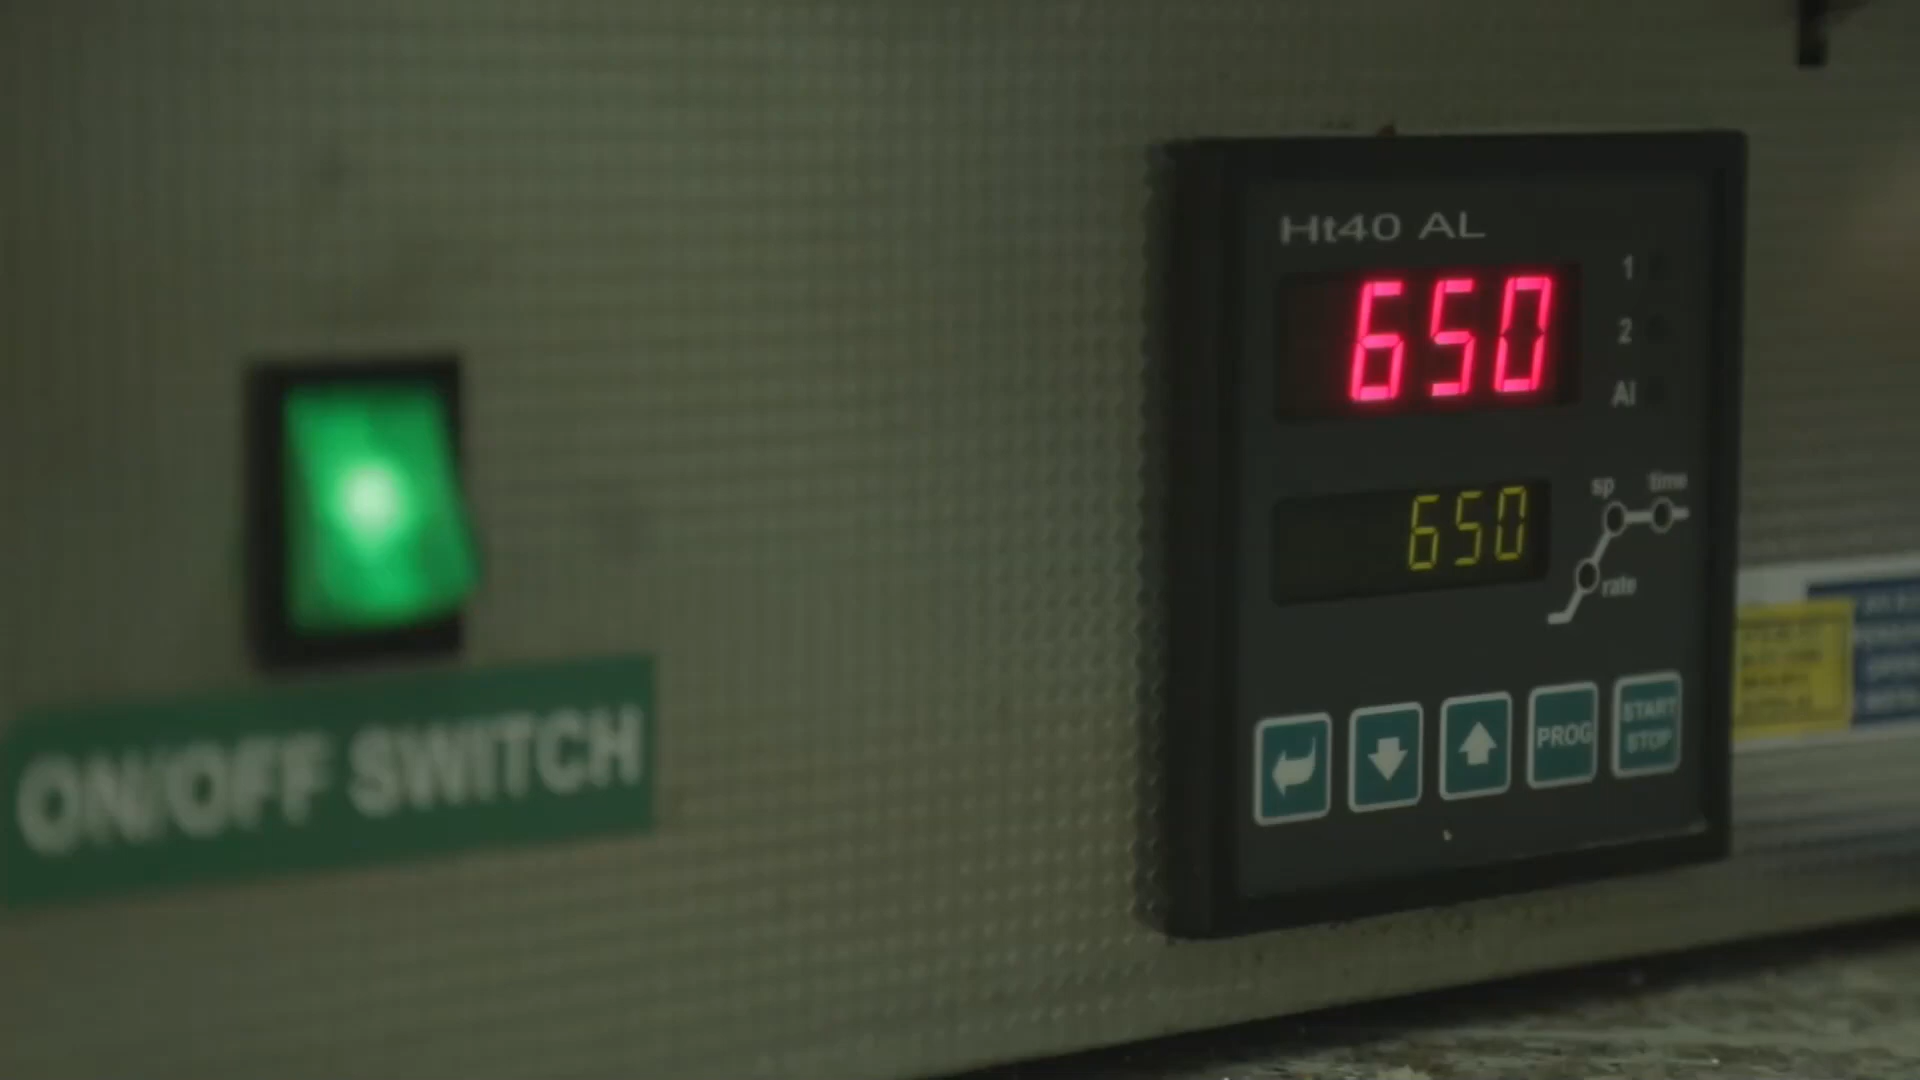 Ht40 AL
650
1
2
Al
650
sp
time
rate
PROG
START
STOP
ON/OFF SWITCH